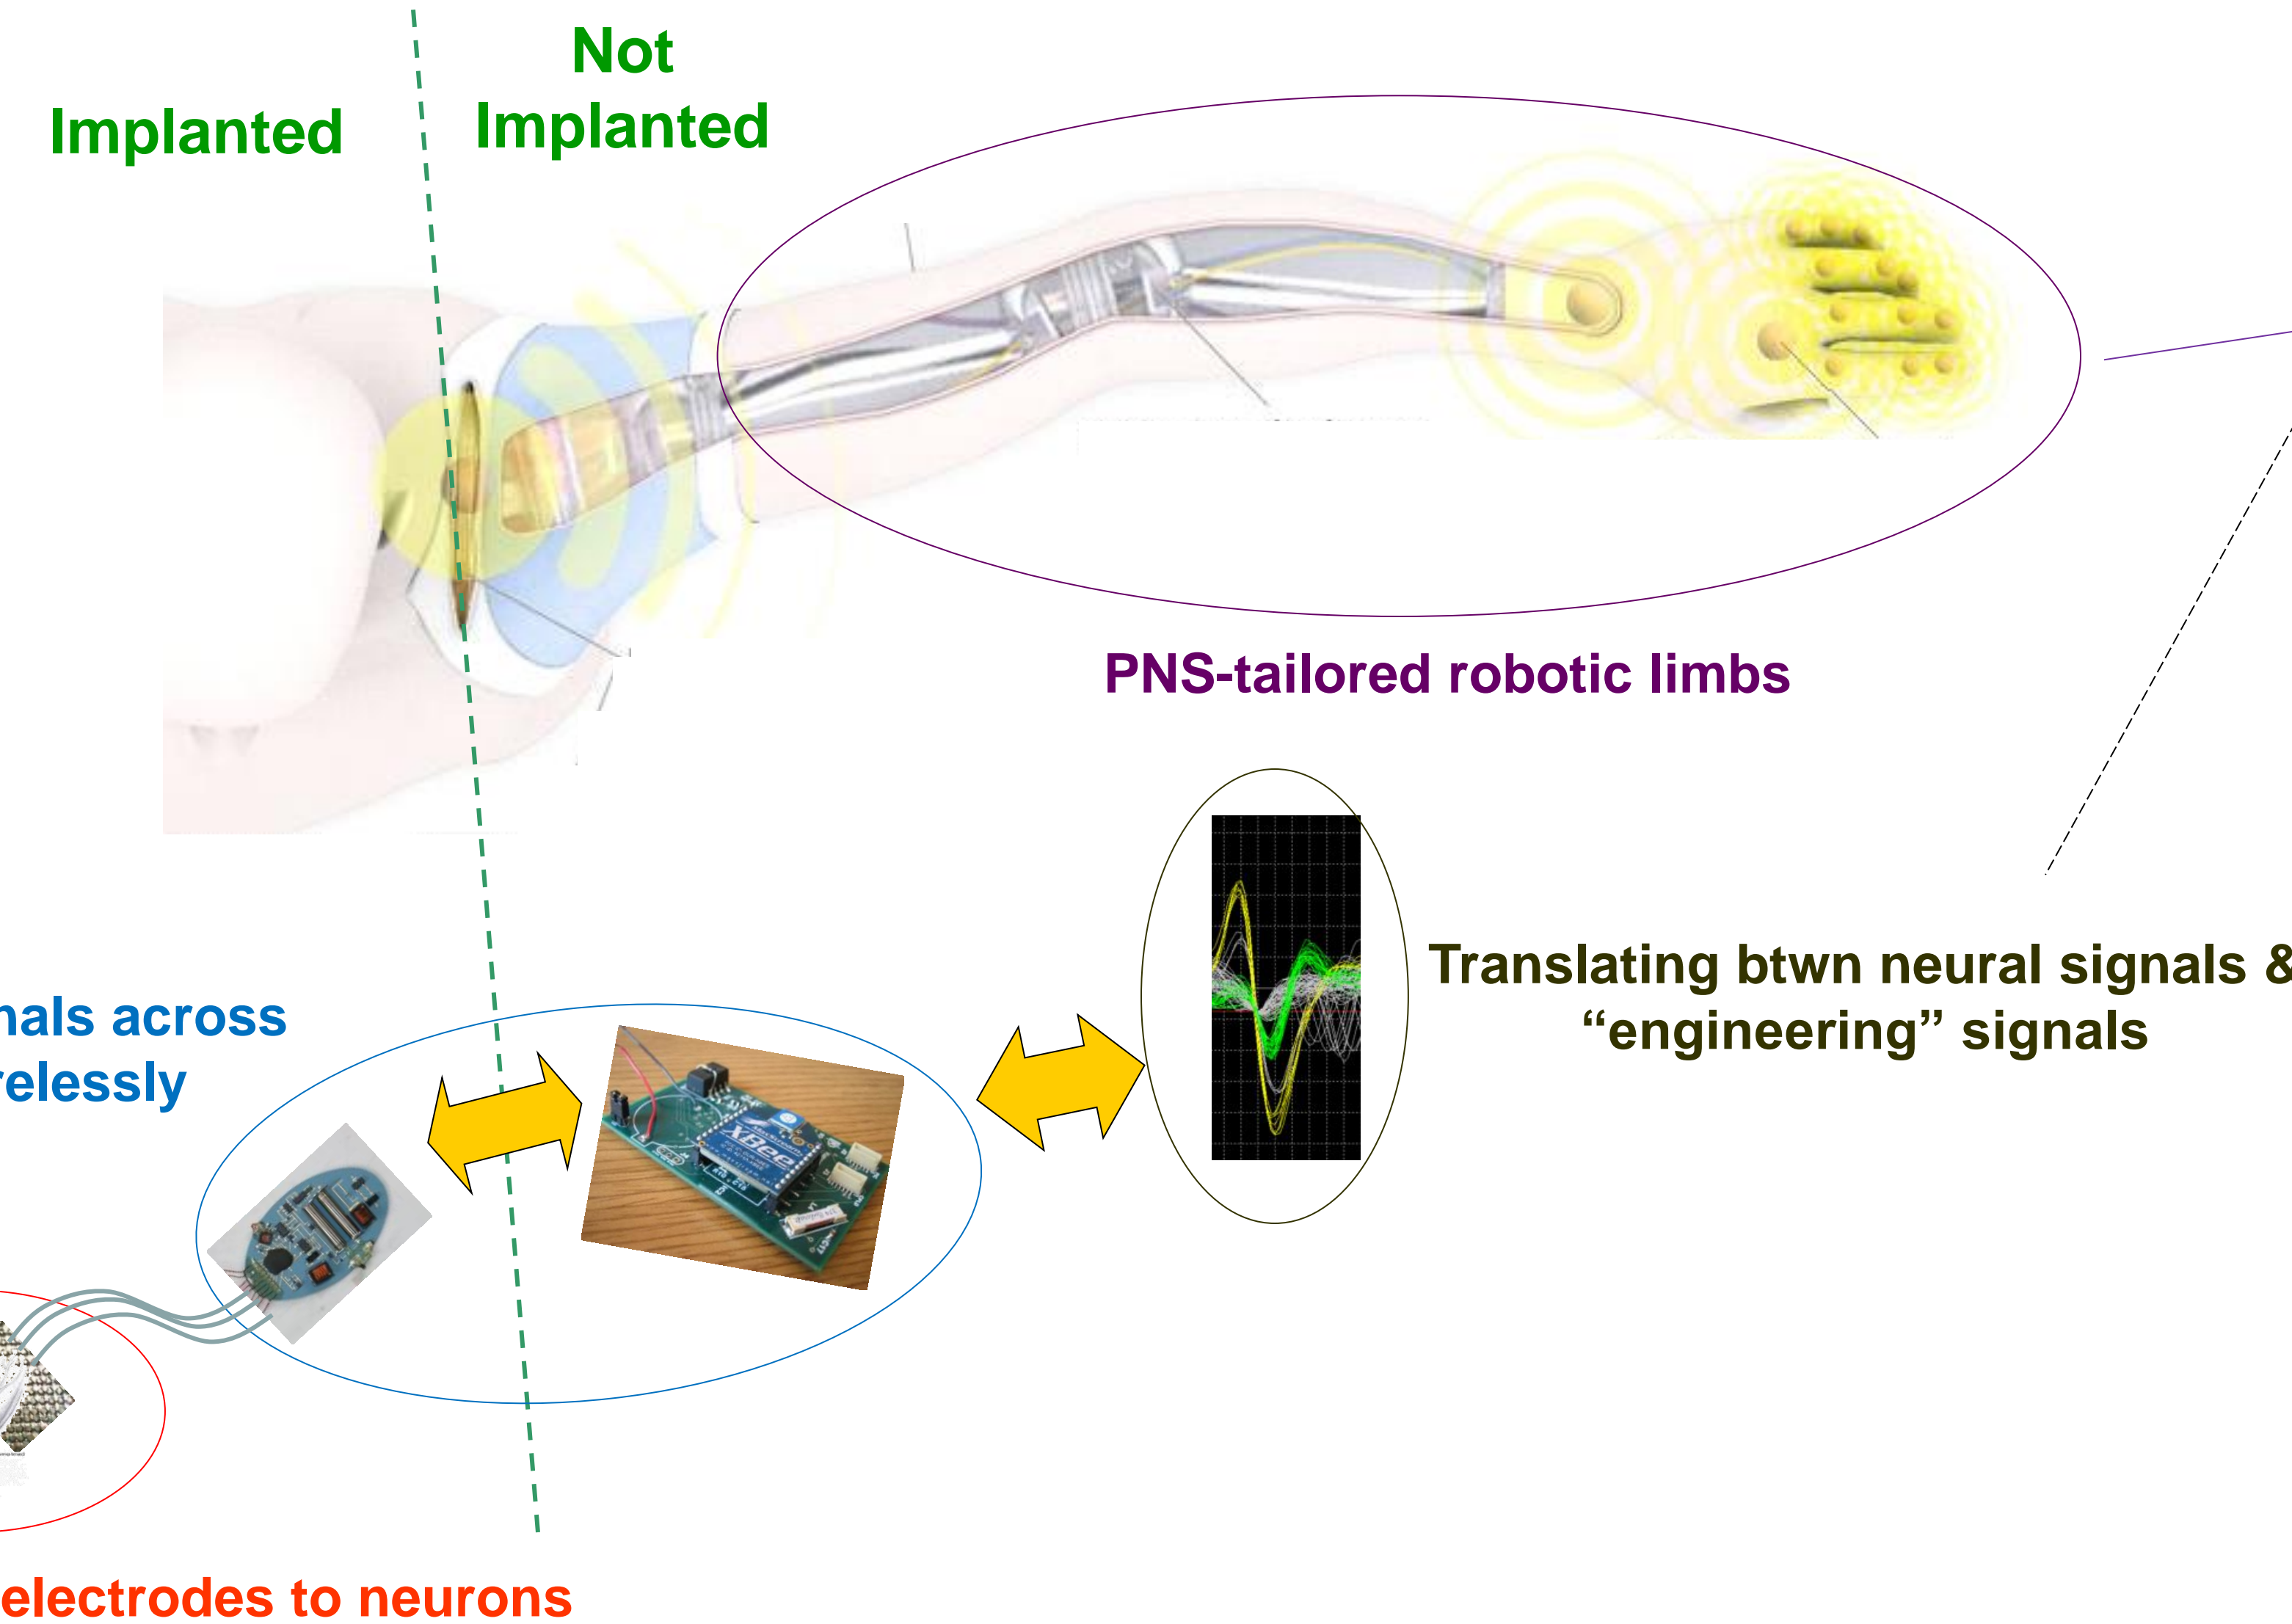 Not
Implanted
Implanted
PNS-tailored robotic limbs
Translating btwn neural signals &
“engineering” signals
nals across
relessly
XBee
electrodes to neurons